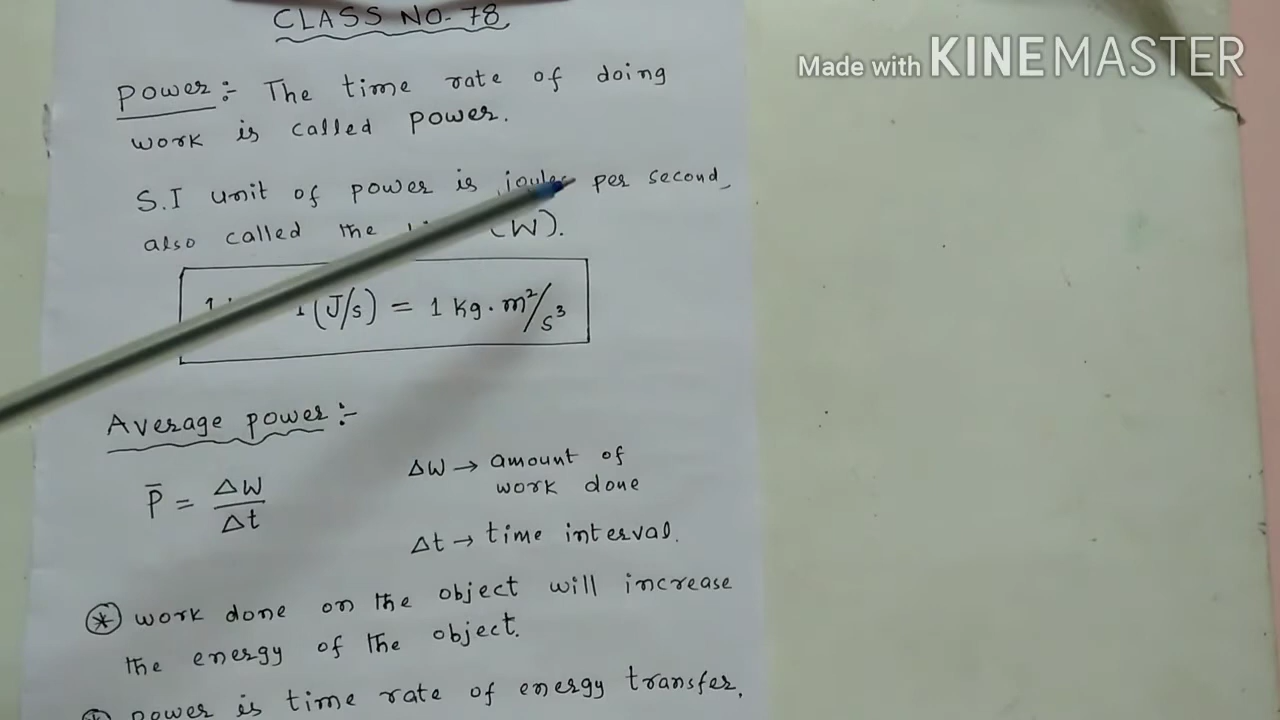 CLASS NO. 78
Made with KINEMASTER
Power :- The time rate of doing
work is called power.
S.I unit of power is joules per second,
also called the (W).
1 (J/s) = 1 kg. m²/s³
Average power :-
P̄ = ΔW/Δt
ΔW → amount of
work done
Δt → time interval.
* work done on the object will increase
the energy of the object.
* power is time rate of energy transfer.